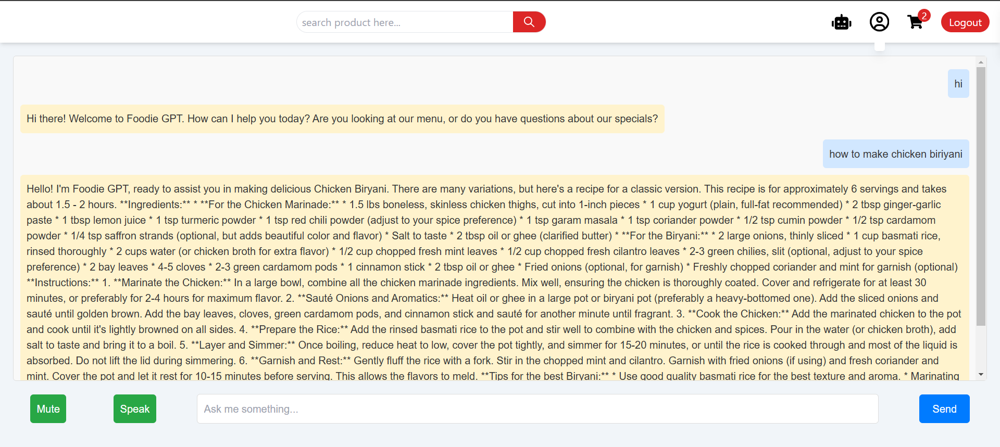 search product here...
2
Logout
hi
Hi there! Welcome to Foodie GPT. How can I help you today? Are you looking at our menu, or do you have questions about our specials?
how to make chicken biriyani
Hello! I'm Foodie GPT, ready to assist you in making delicious Chicken Biryani. There are many variations, but here's a recipe for a classic version. This recipe is for approximately 6 servings and takes
about 1.5 - 2 hours. **Ingredients:** * **For the Chicken Marinade:** * 1.5 lbs boneless, skinless chicken thighs, cut into 1-inch pieces * 1 cup yogurt (plain, full-fat recommended) * 2 tbsp ginger-garlic
paste * 1 tbsp lemon juice * 1 tsp turmeric powder * 1 tsp red chili powder (adjust to your spice preference) * 1 tsp garam masala * 1 tsp coriander powder * 1/2 tsp cumin powder * 1/2 tsp cardamom
powder * 1/4 tsp saffron strands (optional, but adds beautiful color and flavor) * Salt to taste * 2 tbsp oil or ghee (clarified butter) * **For the Biryani:** * 2 large onions, thinly sliced * 1 cup basmati rice,
rinsed thoroughly * 2 cups water (or chicken broth for extra flavor) * 1/2 cup chopped fresh mint leaves * 1/2 cup chopped fresh cilantro leaves * 2-3 green chilies, slit (optional, adjust to your spice
preference) * 2 bay leaves * 4-5 cloves * 2-3 green cardamom pods * 1 cinnamon stick * 2 tbsp oil or ghee * Fried onions (optional, for garnish) * Freshly chopped coriander and mint for garnish (optional)
**Instructions:** 1. **Marinate the Chicken:** In a large bowl, combine all the chicken marinade ingredients. Mix well, ensuring the chicken is thoroughly coated. Cover and refrigerate for at least 30
minutes, or preferably for 2-4 hours for maximum flavor. 2. **Sauté Onions and Aromatics:** Heat oil or ghee in a large pot or biryani pot (preferably a heavy-bottomed one). Add the sliced onions and
sauté until golden brown. Add the bay leaves, cloves, green cardamom pods, and cinnamon stick and sauté for another minute until fragrant. 3. **Cook the Chicken:** Add the marinated chicken to the pot
and cook until it's lightly browned on all sides. 4. **Prepare the Rice:** Add the rinsed basmati rice to the pot and stir well to combine with the chicken and spices. Pour in the water (or chicken broth), add
salt to taste and bring it to a boil. 5. **Layer and Simmer:** Once boiling, reduce heat to low, cover the pot tightly, and simmer for 15-20 minutes, or until the rice is cooked through and most of the liquid is
absorbed. Do not lift the lid during simmering. 6. **Garnish and Rest:** Gently fluff the rice with a fork. Stir in the chopped mint and cilantro. Garnish with fried onions (if using) and fresh coriander and
mint. Cover the pot and let it rest for 10-15 minutes before serving. This allows the flavors to meld. **Tips for the best Biryani:** * Use good quality basmati rice for the best texture and aroma. * Marinating
Mute
Speak
Ask me something...
Send